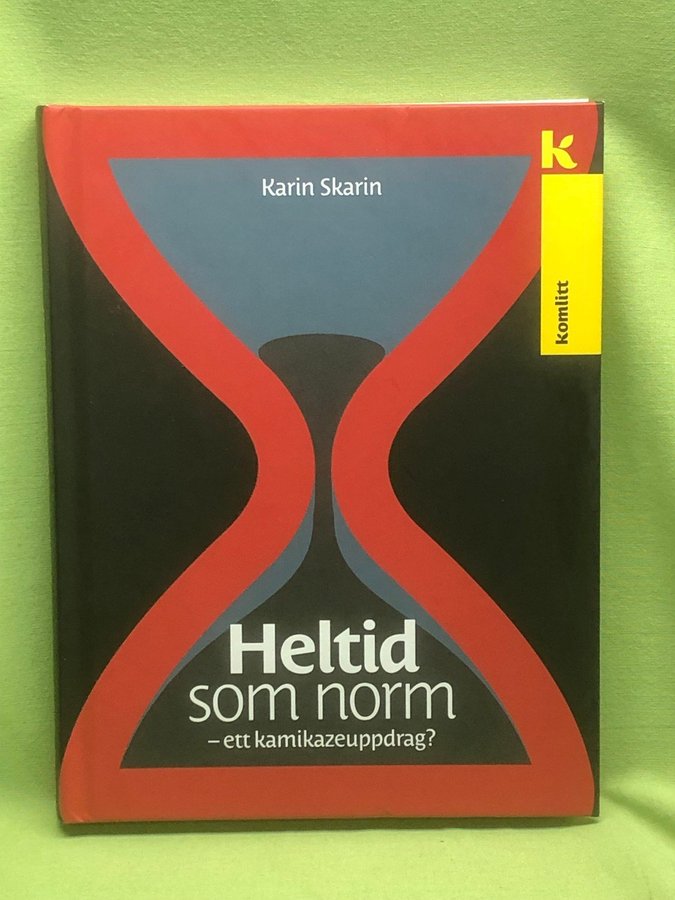 Karin Skarin
k
komlitt
Heltid
som norm
– ett kamikazeuppdrag?